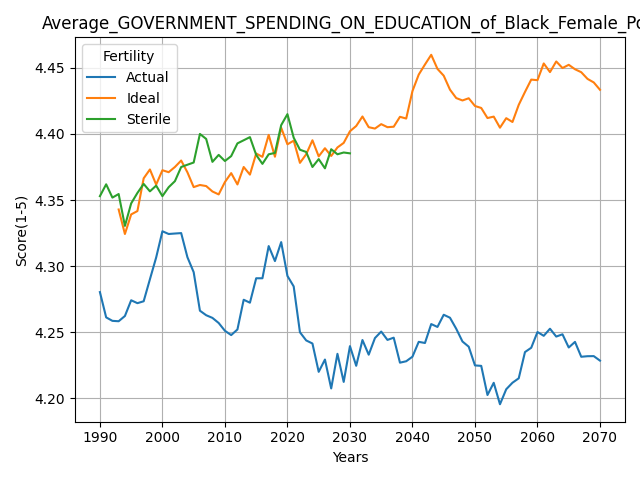 Average_GOVERNMENT_SPENDING_ON_EDUCATION_of_Black_Female_Po
Fertility
Actual
Ideal
Sterile
4.45
4.40
4.35
4.30
4.25
4.20
Score(1-5)
1990 2000 2010 2020 2030 2040 2050 2060 2070
Years